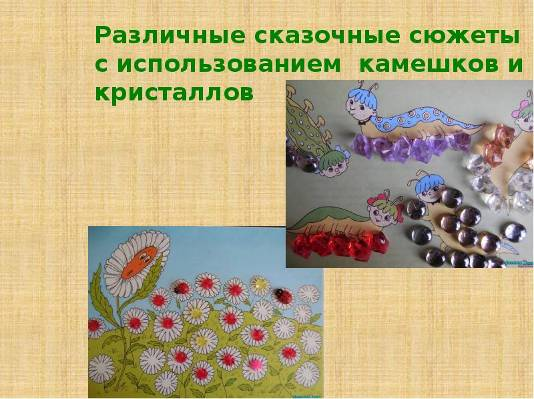 Различные сказочные сюжеты
с использованием камешков и
кристаллов